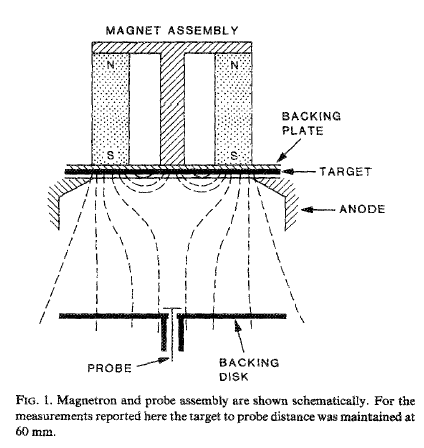 MAGNET ASSEMBLY
N N
S S
BACKING
PLATE
TARGET
ANODE
PROBE
BACKING
DISK
FIG. 1. Magnetron and probe assembly are shown schematically. For the
measurements reported here the target to probe distance was maintained at
60 mm.